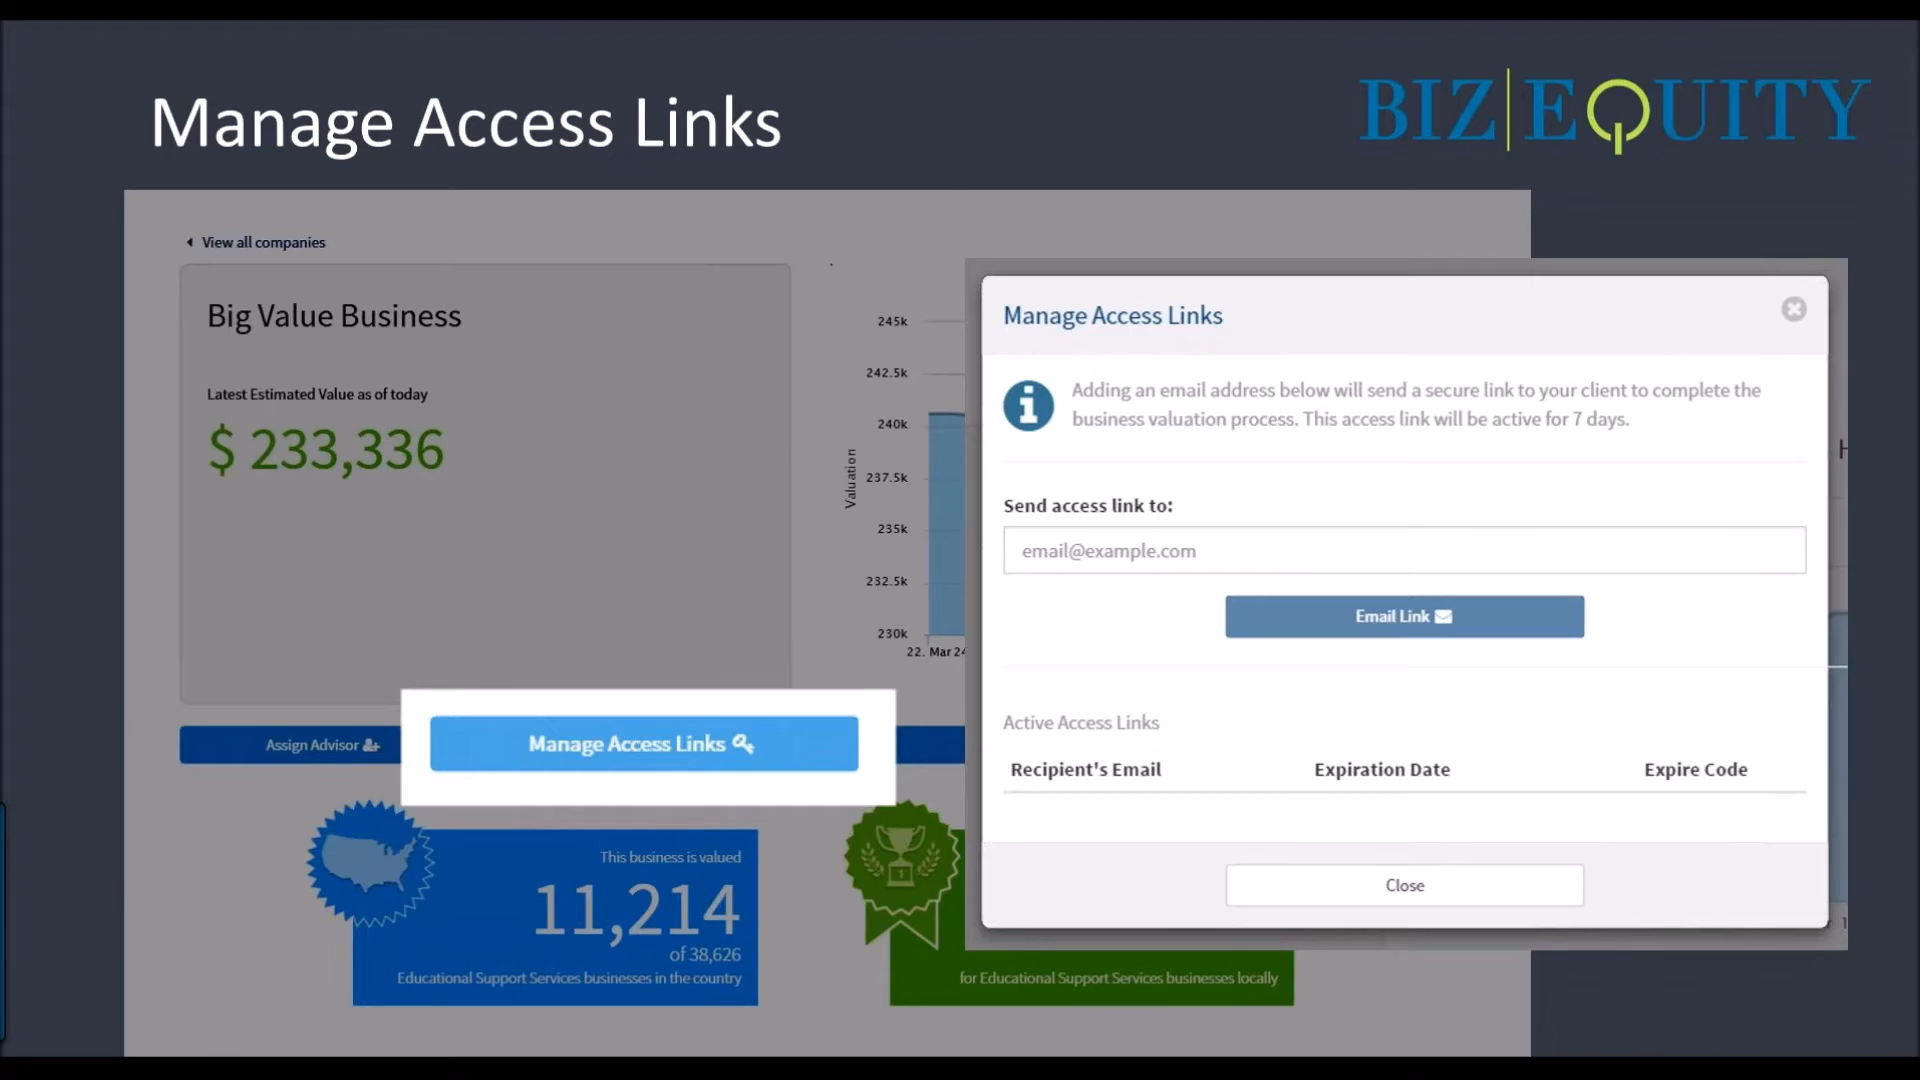 Manage Access Links
BIZ|EQUITY
View all companies
Big Value Business
Latest Estimated Value as of today
$ 233,336
Valuation
245k
242.5k
240k
237.5k
235k
232.5k
230k
22. Mar 24
Assign Advisor
Manage Access Links
This business is valued
11,214
of 38,626
Educational Support Services businesses in the country
for Educational Support Services businesses locally
Manage Access Links
Adding an email address below will send a secure link to your client to complete the
business valuation process. This access link will be active for 7 days.
Send access link to:
email@example.com
Email Link
Active Access Links
Recipient's Email Expiration Date Expire Code
Close